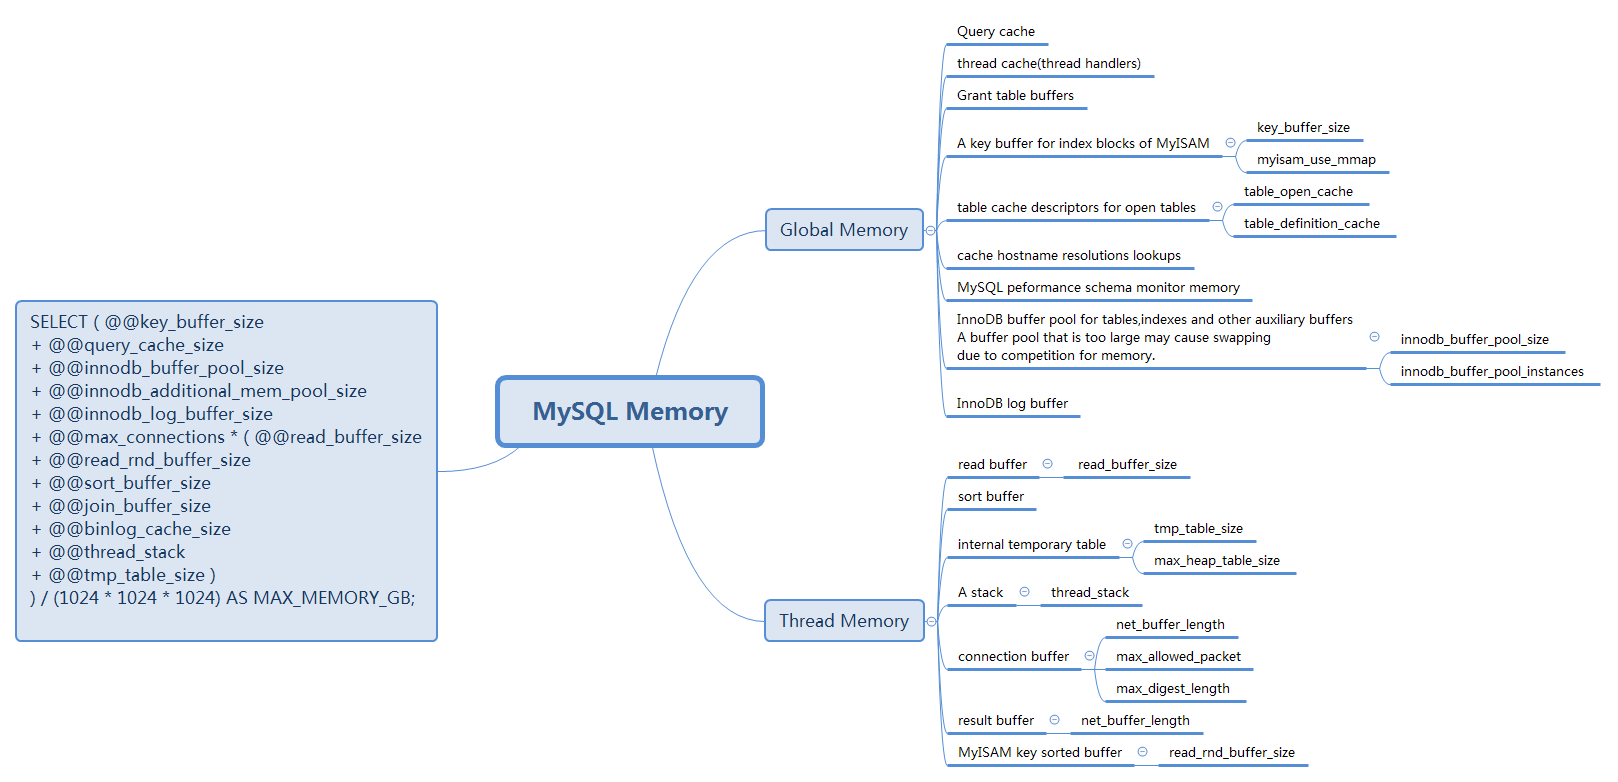 SELECT ( @@key_buffer_size
+ @@query_cache_size
+ @@innodb_buffer_pool_size
+ @@innodb_additional_mem_pool_size
+ @@innodb_log_buffer_size
+ @@max_connections * ( @@read_buffer_size
+ @@read_rnd_buffer_size
+ @@sort_buffer_size
+ @@join_buffer_size
+ @@binlog_cache_size
+ @@thread_stack
+ @@tmp_table_size )
) / (1024 * 1024 * 1024) AS MAX_MEMORY_GB;
MySQL Memory
Global Memory
Query cache
thread cache(thread handlers)
Grant table buffers
A key buffer for index blocks of MyISAM
key_buffer_size
myisam_use_mmap
table cache descriptors for open tables
table_open_cache
table_definition_cache
cache hostname resolutions lookups
MySQL peformance schema monitor memory
InnoDB buffer pool for tables,indexes and other auxiliary buffers
A buffer pool that is too large may cause swapping
due to competition for memory.
innodb_buffer_pool_size
innodb_buffer_pool_instances
InnoDB log buffer
Thread Memory
read buffer
read_buffer_size
sort buffer
internal temporary table
tmp_table_size
max_heap_table_size
A stack
thread_stack
connection buffer
net_buffer_length
max_allowed_packet
max_digest_length
result buffer
net_buffer_length
MyISAM key sorted buffer
read_rnd_buffer_size